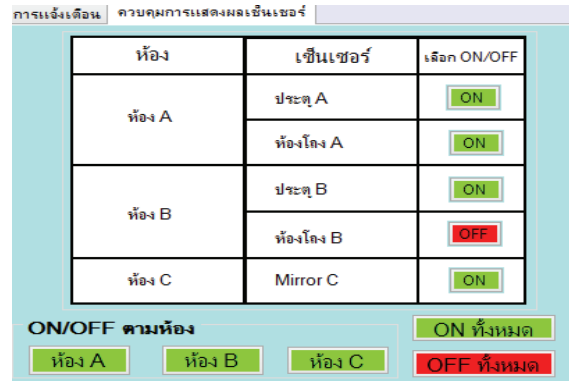 การแจ้งเตือน ควบคุมการแสดงผลเซ็นเซอร์
ห้อง เซ็นเซอร์ เลือก ON/OFF
ห้อง A
ประตู A ON
ห้องโถง A ON
ห้อง B
ประตู B ON
ห้องโถง B OFF
ห้อง C Mirror C ON
ON/OFF ตามห้อง
ON ทั้งหมด
ห้อง A ห้อง B ห้อง C OFF ทั้งหมด